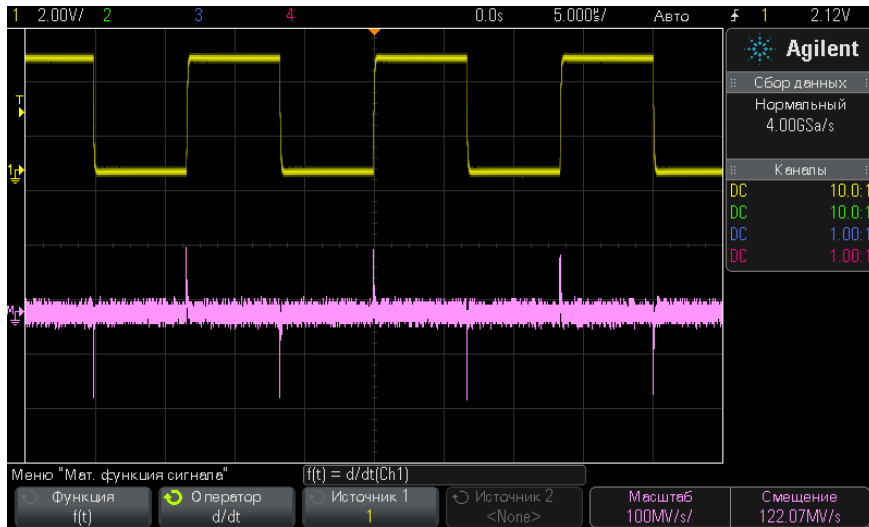 1 2.00V/ 2 3 4 0.0s 5.000µs/ Авто 1 2.12V
Agilent
Сбор данных
Нормальный
4.00GSa/s
Каналы
DC 10.0:1
DC 10.0:1
DC 1.00:1
DC 1.00:1
T
1
M
Меню "Мат. функция сигнала"
f(t) = d/dt(Ch1)
Функция
f(t)
Оператор
d/dt
Источник 1
1
Источник 2
<None>
Масштаб
100MV/s/
Смещение
122.07MV/s